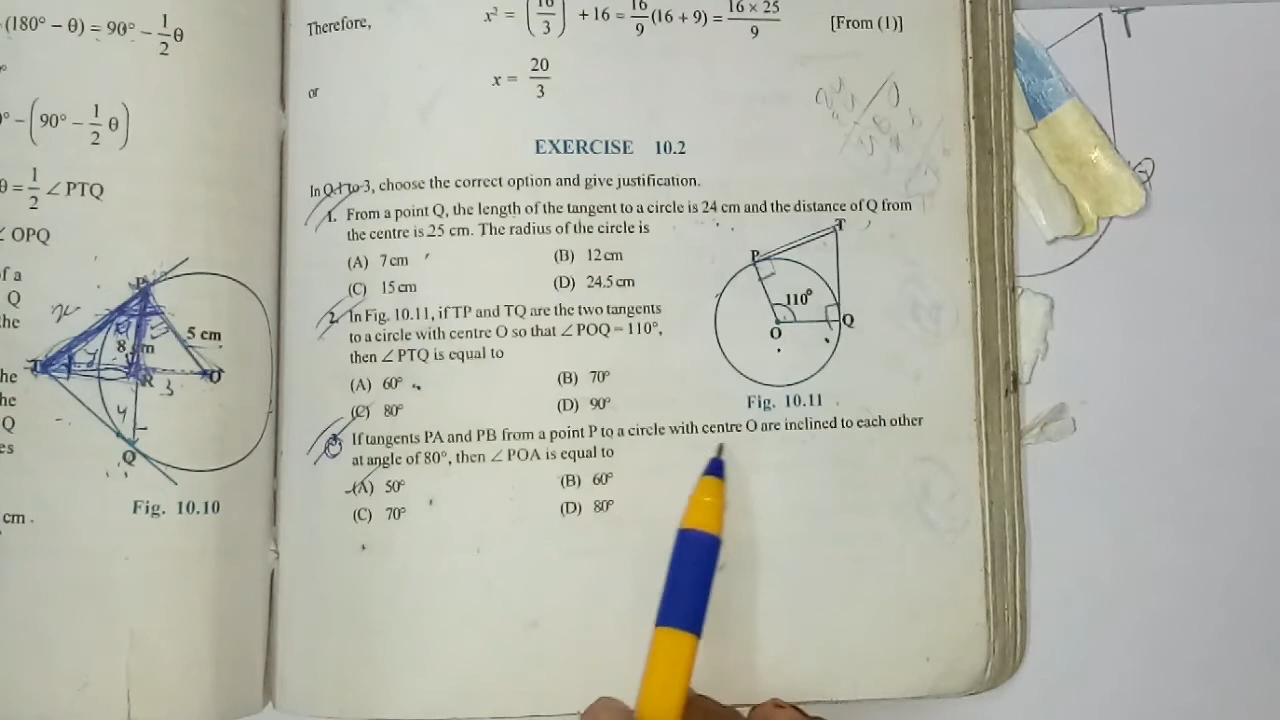 (180° − θ) = 90° − 1/2 θ
° − (90° − 1/2 θ)
θ = 1/2 ∠ PTQ
∠ OPQ
of a
Q
the
he
he
Q
es
cm .
P
x
5 cm
8 cm
T
y
R
3
O
y
Q
Fig. 10.10
Therefore, x² = (16/3)² + 16 = 16/9 (16 + 9) = (16 × 25)/9 [From (1)]
or x = 20/3
EXERCISE 10.2
In Q.1 to 3, choose the correct option and give justification.
1. From a point Q, the length of the tangent to a circle is 24 cm and the distance of Q from
the centre is 25 cm. The radius of the circle is
(A) 7 cm (B) 12 cm
(C) 15 cm (D) 24.5 cm
2. In Fig. 10.11, if TP and TQ are the two tangents
to a circle with centre O so that ∠ POQ = 110°,
then ∠ PTQ is equal to
(A) 60° (B) 70°
(C) 80° (D) 90°
T
P
110°
O
Q
Fig. 10.11
3. If tangents PA and PB from a point P to a circle with centre O are inclined to each other
at angle of 80°, then ∠ POA is equal to
(A) 50° (B) 60°
(C) 70° (D) 80°
T
Q